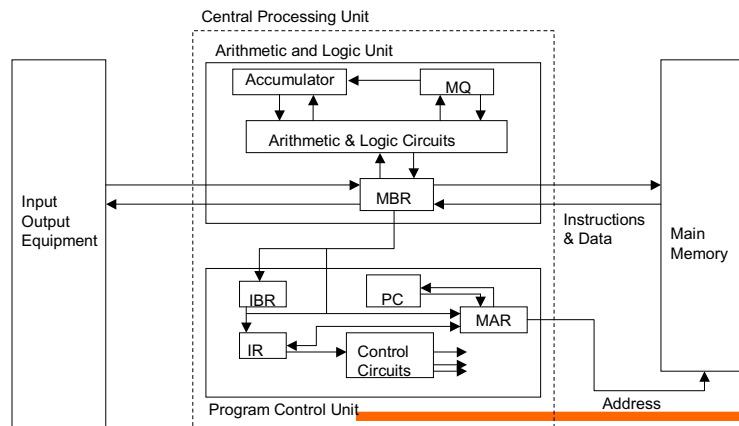 Central Processing Unit
Arithmetic and Logic Unit
Accumulator
MQ
Arithmetic & Logic Circuits
MBR
Input
Output
Equipment
Instructions
& Data
Main
Memory
IBR
PC
MAR
IR
Control
Circuits
Program Control Unit
Address